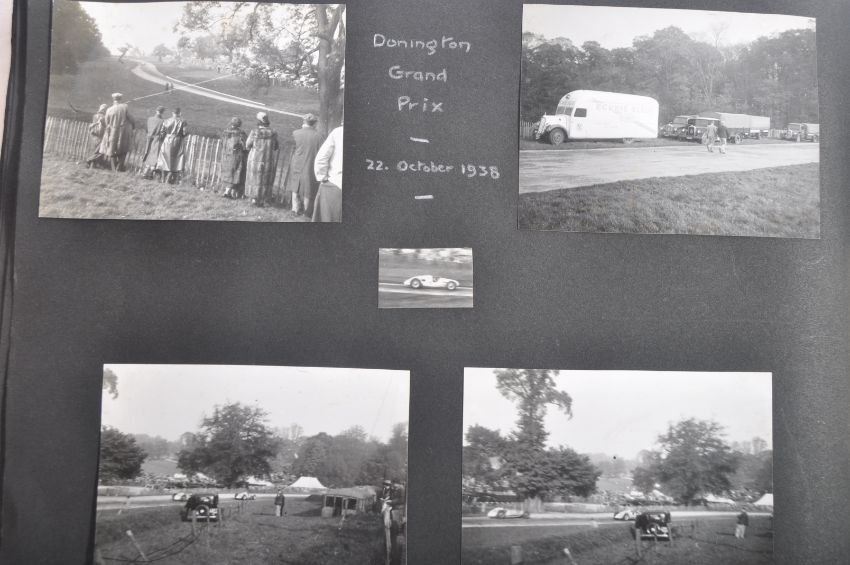 Donington
Grand
Prix
22. October 1938